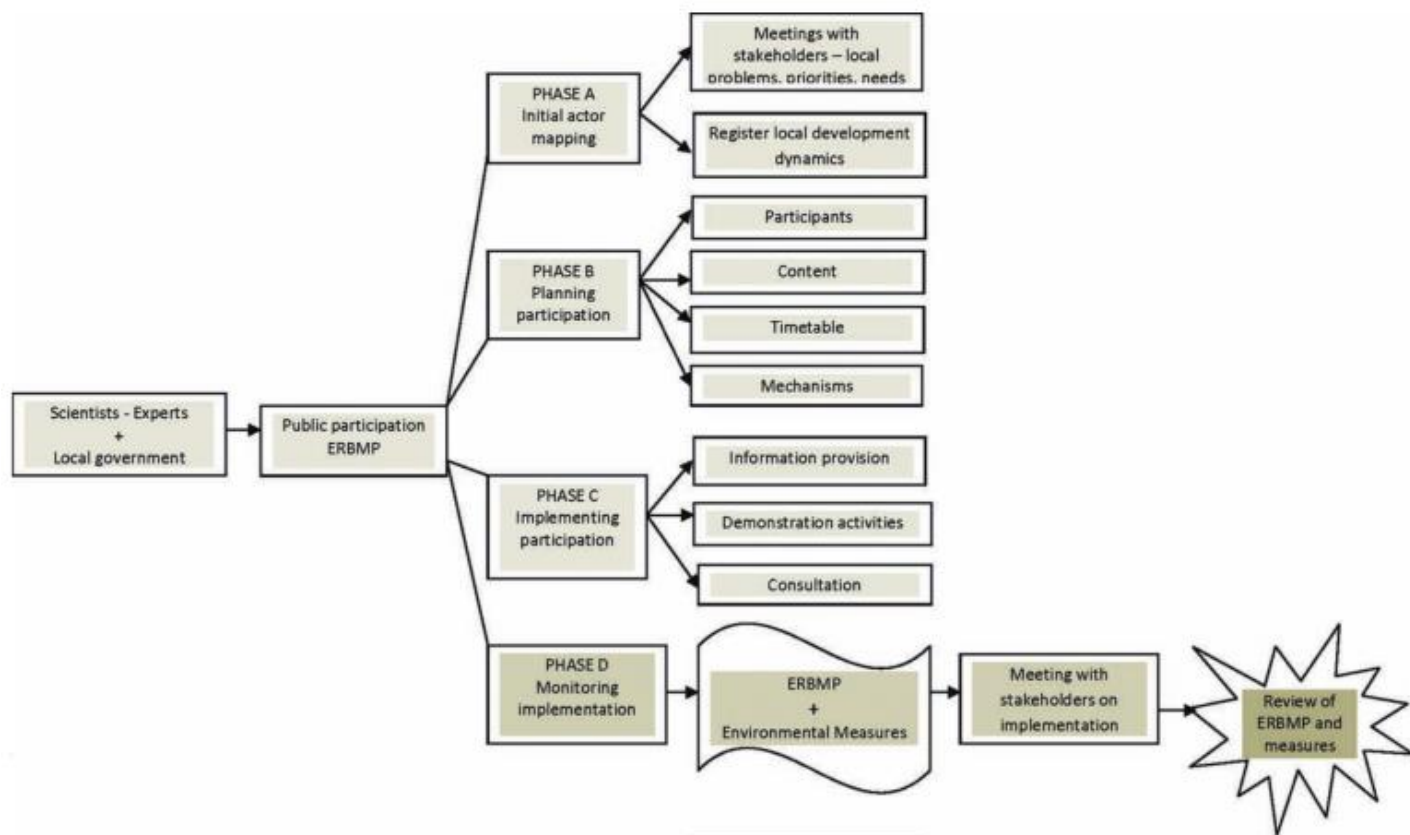 Meetings with
stakeholders – local
problems, priorities, needs
PHASE A
Initial actor
mapping
Register local development
dynamics
Participants
PHASE B
Planning
participation
Content
Timetable
Mechanisms
Scientists - Experts
+
Local government
Public participation
ERBMP
Information provision
PHASE C
Implementing
participation
Demonstration activities
Consultation
PHASE D
Monitoring
implementation
ERBMP
+
Environmental Measures
Meeting with
stakeholders on
implementation
Review of
ERBMP and
measures